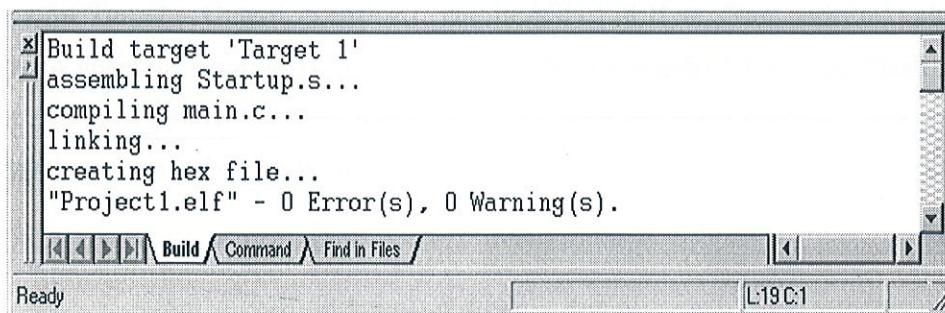 Build target 'Target 1'
assembling Startup.s...
compiling main.c...
linking...
creating hex file...
"Project1.elf" - 0 Error(s), 0 Warning(s).
Build Command Find in Files
Ready L:19 C:1